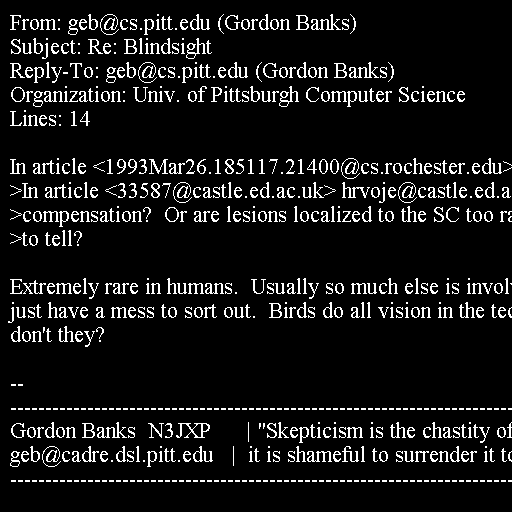 From: geb@cs.pitt.edu (Gordon Banks)
Subject: Re: Blindsight
Reply-To: geb@cs.pitt.edu (Gordon Banks)
Organization: Univ. of Pittsburgh Computer Science
Lines: 14

In article <1993Mar26.185117.21400@cs.rochester.edu>
>In article <33587@castle.ed.ac.uk> hrvoje@castle.ed.a
>compensation?  Or are lesions localized to the SC too ra
>to tell?

Extremely rare in humans.  Usually so much else is invol
just have a mess to sort out.  Birds do all vision in the tec
don't they?

--
----------------------------------------------------------------------
Gordon Banks  N3JXP      | "Skepticism is the chastity of
geb@cadre.dsl.pitt.edu   |  it is shameful to surrender it to
----------------------------------------------------------------------